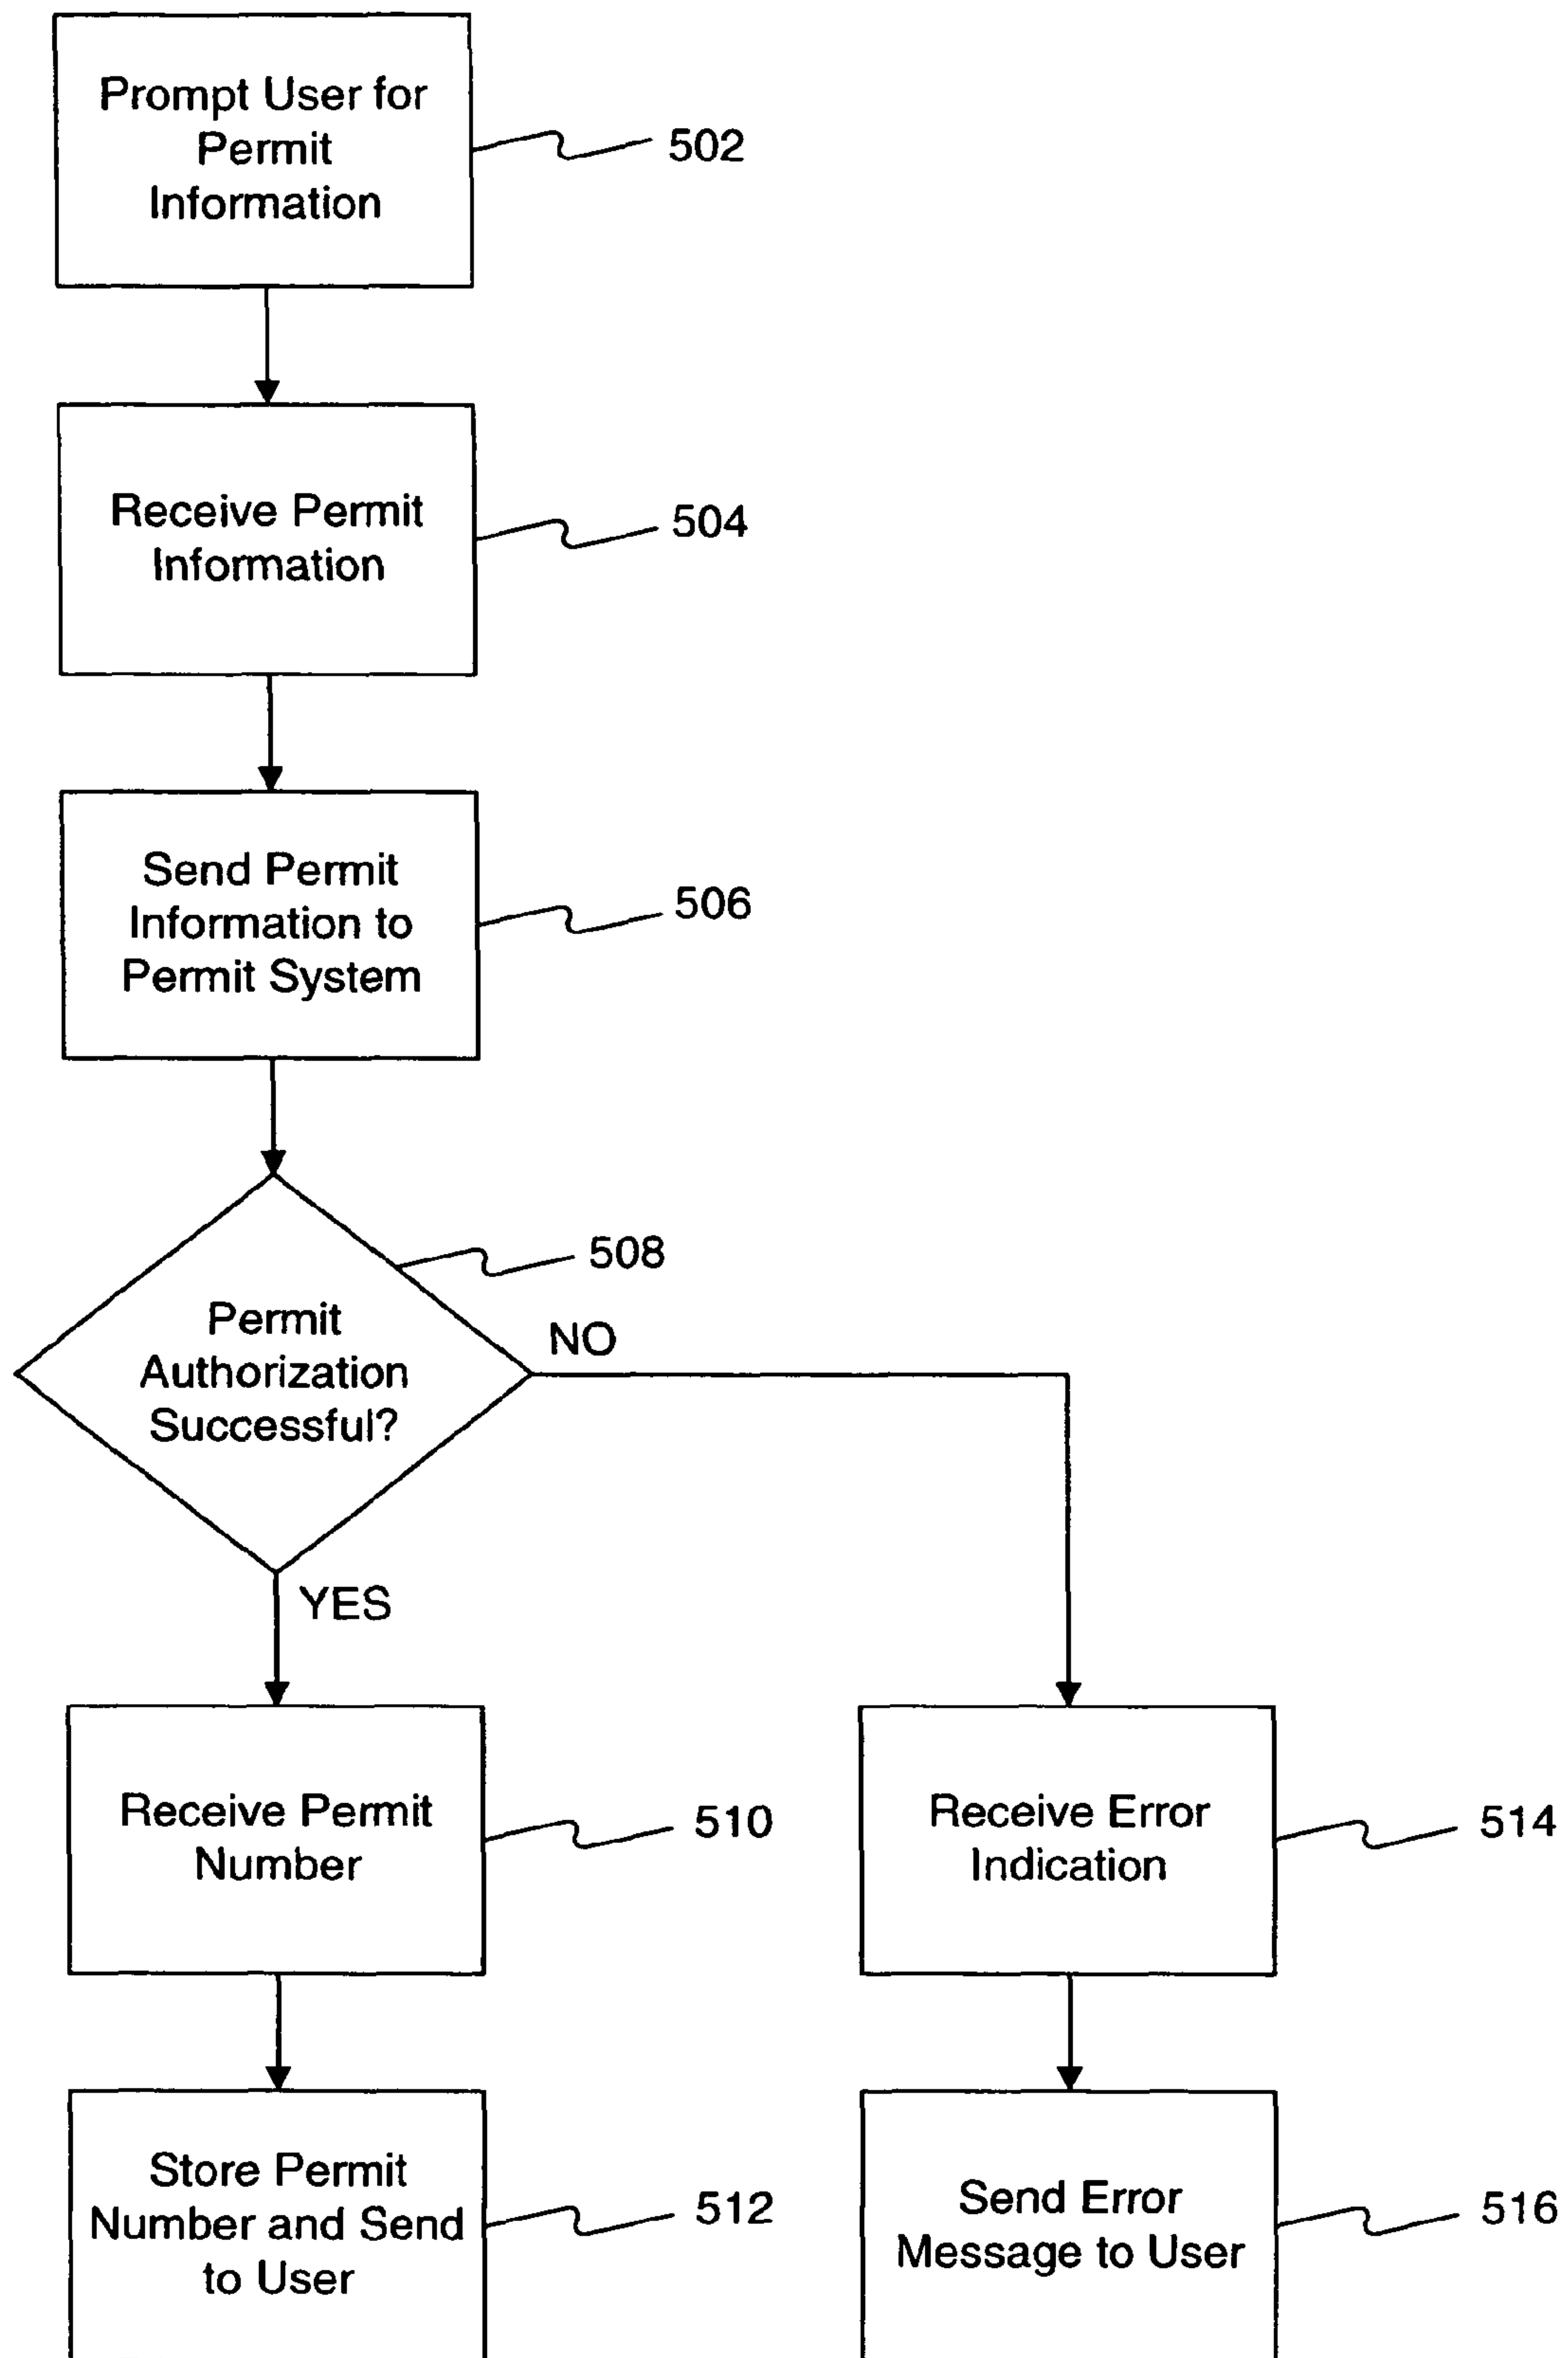 Prompt User for
Permit
Information
502
Receive Permit
Information
504
Send Permit
Information to
Permit System
506
508
Permit
Authorization
Successful?
NO
YES
Receive Permit
Number
510
Receive Error
Indication
514
Store Permit
Number and Send
to User
512
Send Error
Message to User
516